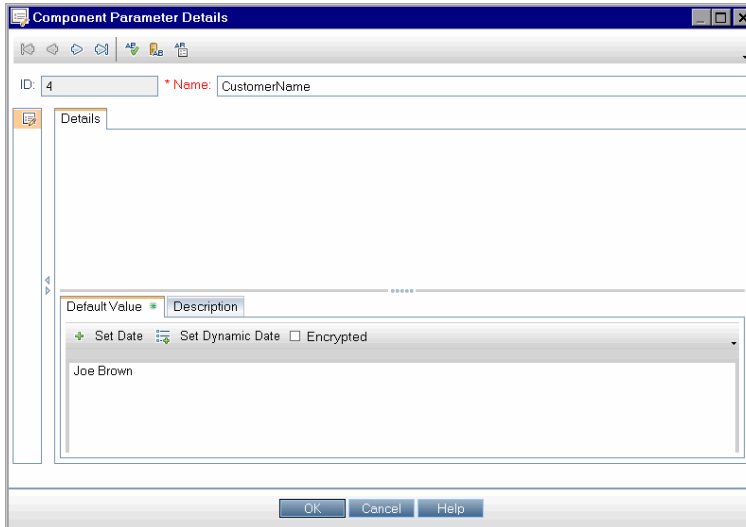 Component Parameter Details
ID: 4 * Name: CustomerName
Details
Default Value * Description
Set Date Set Dynamic Date Encrypted
Joe Brown
OK Cancel Help